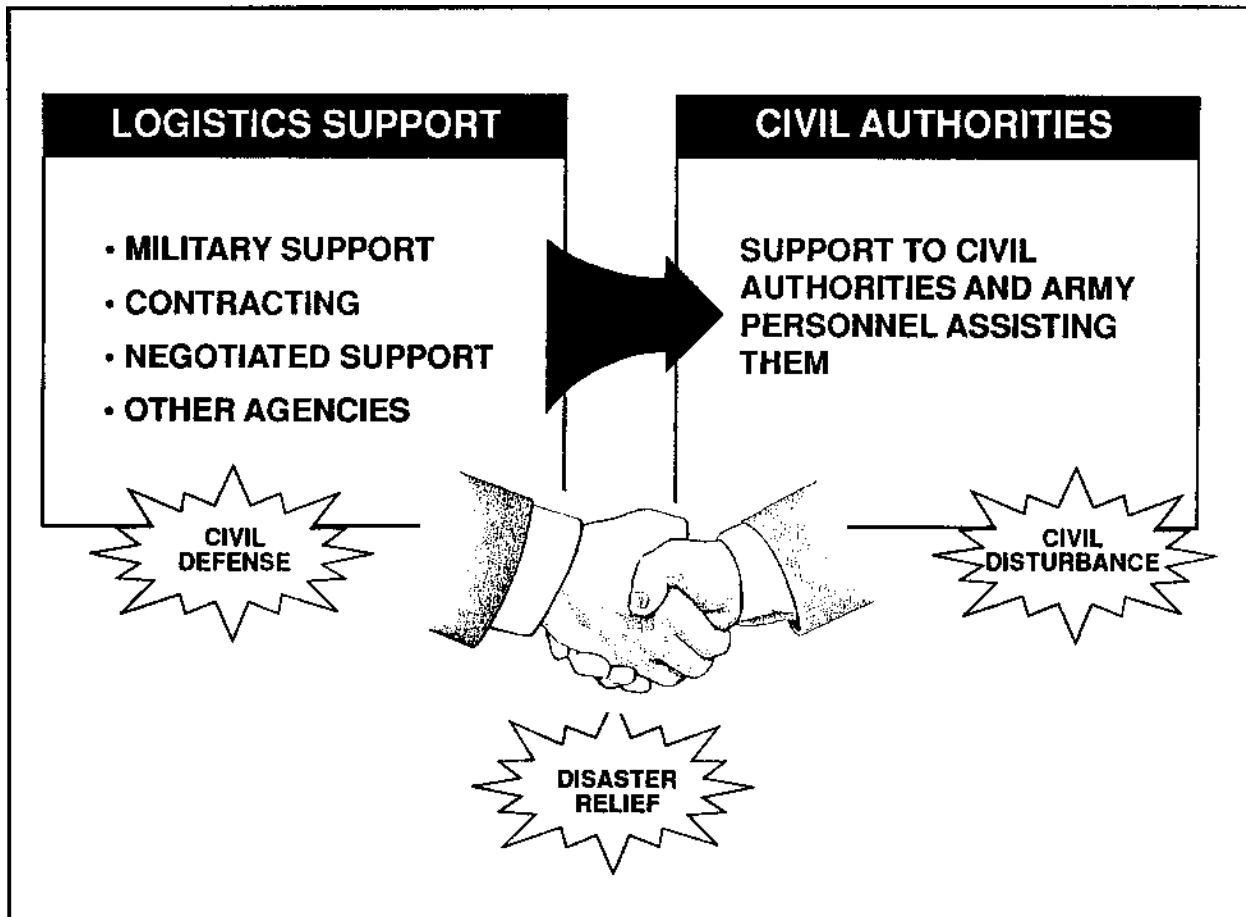 LOGISTICS SUPPORT
• MILITARY SUPPORT
• CONTRACTING
• NEGOTIATED SUPPORT
• OTHER AGENCIES
CIVIL AUTHORITIES
SUPPORT TO CIVIL
AUTHORITIES AND ARMY
PERSONNEL ASSISTING
THEM
CIVIL
DEFENSE
CIVIL
DISTURBANCE
DISASTER
RELIEF